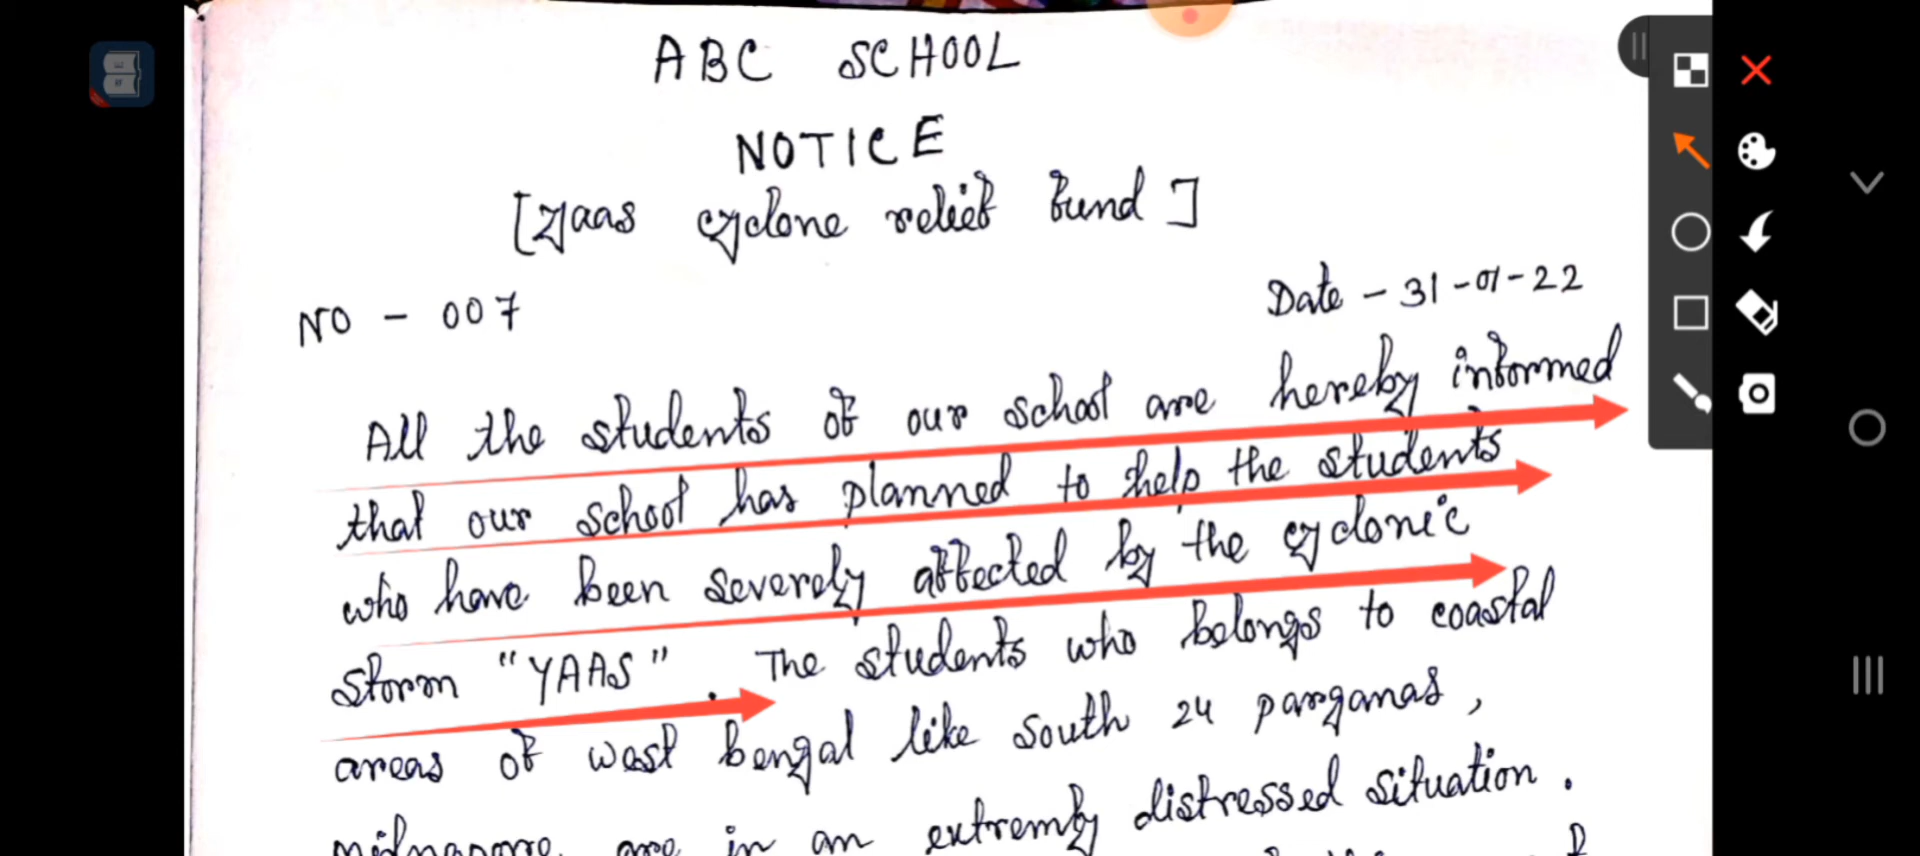 ABC SCHOOL
NOTICE
[Yaas cyclone relief fund]
NO - 007
Date - 31-01-22
All the students of our school are hereby informed
that our school has planned to help the students
who have been severely affected by the cyclonic
storm "YAAS". The students who belongs to coastal
areas of west bengal like south 24 parganas,
midnapore are in an extremly distressed situation.